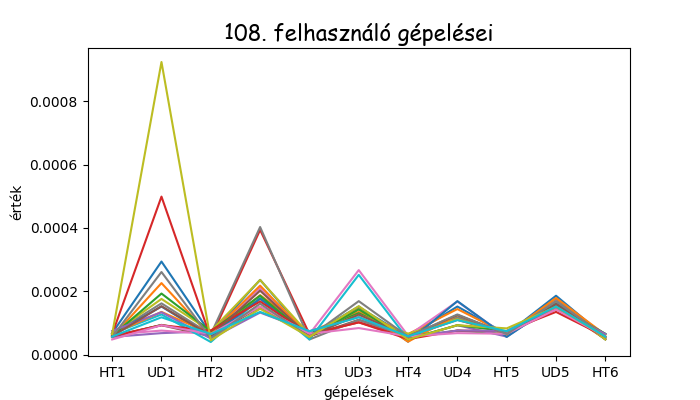 108. felhasználó gépelései
érték
0.0008
0.0006
0.0004
0.0002
0.0000
HT1 UD1 HT2 UD2 HT3 UD3 HT4 UD4 HT5 UD5 HT6
gépelések